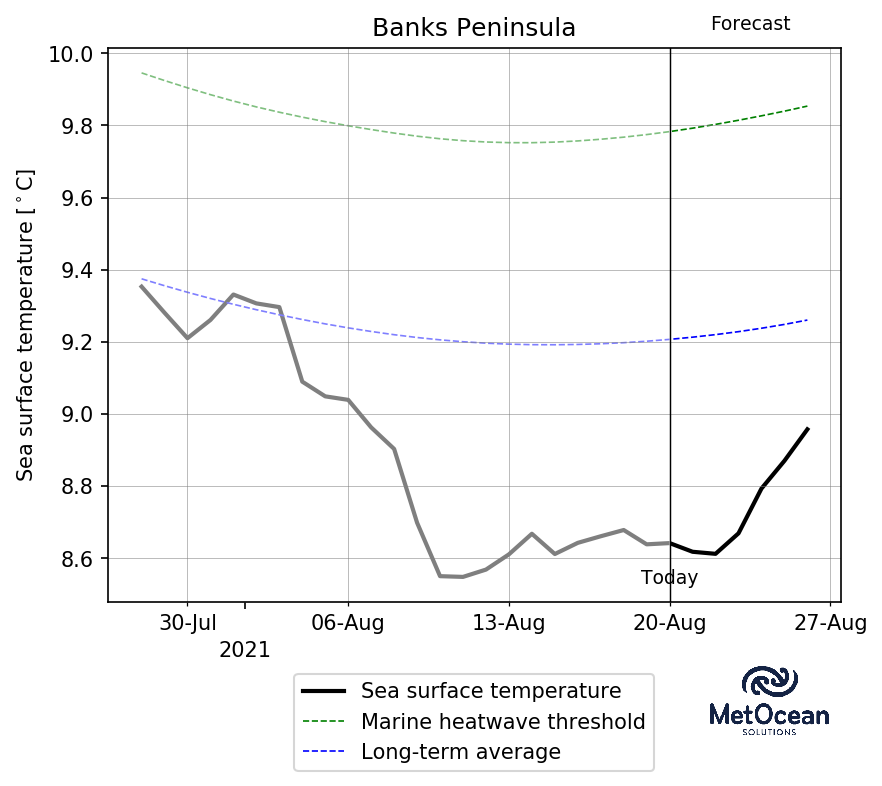 Banks Peninsula
Forecast
Sea surface temperature [°C]
10.0
9.8
9.6
9.4
9.2
9.0
8.8
8.6
Today
30-Jul 06-Aug 13-Aug 20-Aug 27-Aug
2021
Sea surface temperature
Marine heatwave threshold
Long-term average
MetOcean
SOLUTIONS